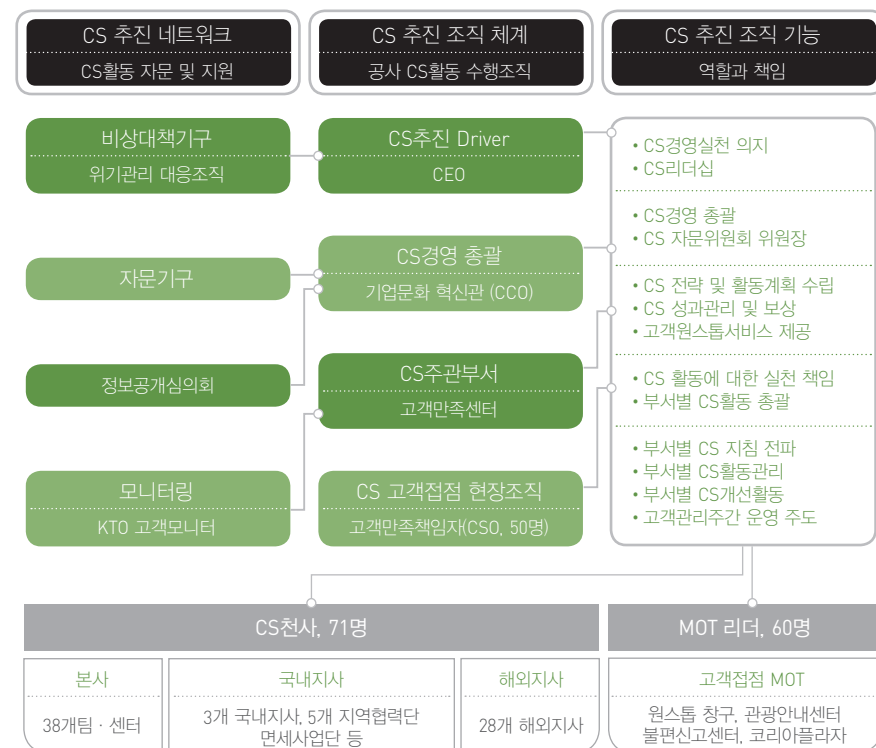 CS 추진 네트워크
CS활동 자문 및 지원
CS 추진 조직 체계
공사 CS활동 수행조직
CS 추진 조직 기능
역할과 책임
비상대책기구
위기관리 대응조직
CS추진 Driver
CEO
• CS경영실천 의지
• CS리더십
자문기구
CS경영 총괄
기업문화 혁신관 (CCO)
• CS경영 총괄
• CS 자문위원회 위원장
정보공개심의회
CS주관부서
고객만족센터
• CS 전략 및 활동계획 수립
• CS 성과관리 및 보상
• 고객원스톱서비스 제공
• CS 활동에 대한 실천 책임
• 부서별 CS활동 총괄
모니터링
KTO 고객모니터
CS 고객접점 현장조직
고객만족책임자(CSO, 50명)
• 부서별 CS 지침 전파
• 부서별 CS활동관리
• 부서별 CS개선활동
• 고객관리주간 운영 주도
CS천사, 71명
MOT 리더, 60명
본사
38개팀 · 센터
국내지사
3개 국내지사, 5개 지역협력단
면세사업단 등
해외지사
28개 해외지사
고객접점 MOT
원스톱 창구, 관광안내센터
불편신고센터, 코리아플라자